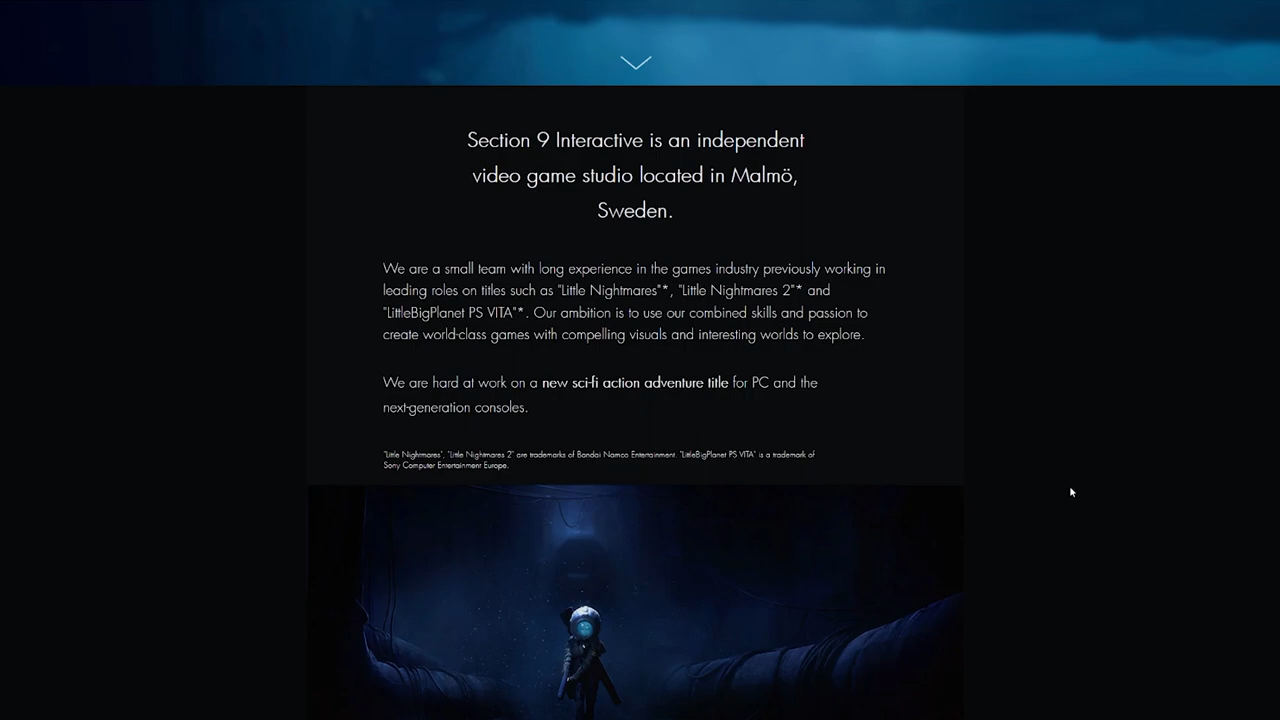 Section 9 Interactive is an independent
video game studio located in Malmö,
Sweden.
We are a small team with long experience in the games industry previously working in
leading roles on titles such as "Little Nightmares"*, "Little Nightmares 2"* and
"LittleBigPlanet PS VITA"*. Our ambition is to use our combined skills and passion to
create world-class games with compelling visuals and interesting worlds to explore.
We are hard at work on a new sci-fi action adventure title for PC and the
next-generation consoles.
"Little Nightmares", "Little Nightmares 2" are trademarks of Bandai Namco Entertainment. "LittleBigPlanet PS VITA" is a trademark of
Sony Computer Entertainment Europe.